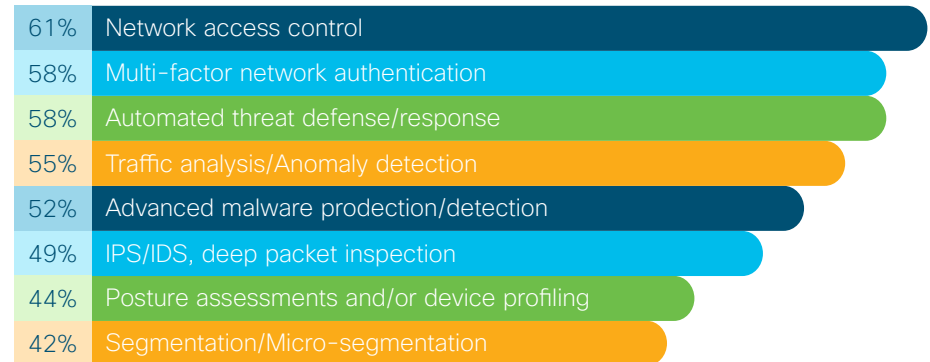 61% Network access control
58% Multi-factor network authentication
58% Automated threat defense/response
55% Traffic analysis/Anomaly detection
52% Advanced malware prodection/detection
49% IPS/IDS, deep packet inspection
44% Posture assessments and/or device profiling
42% Segmentation/Micro-segmentation